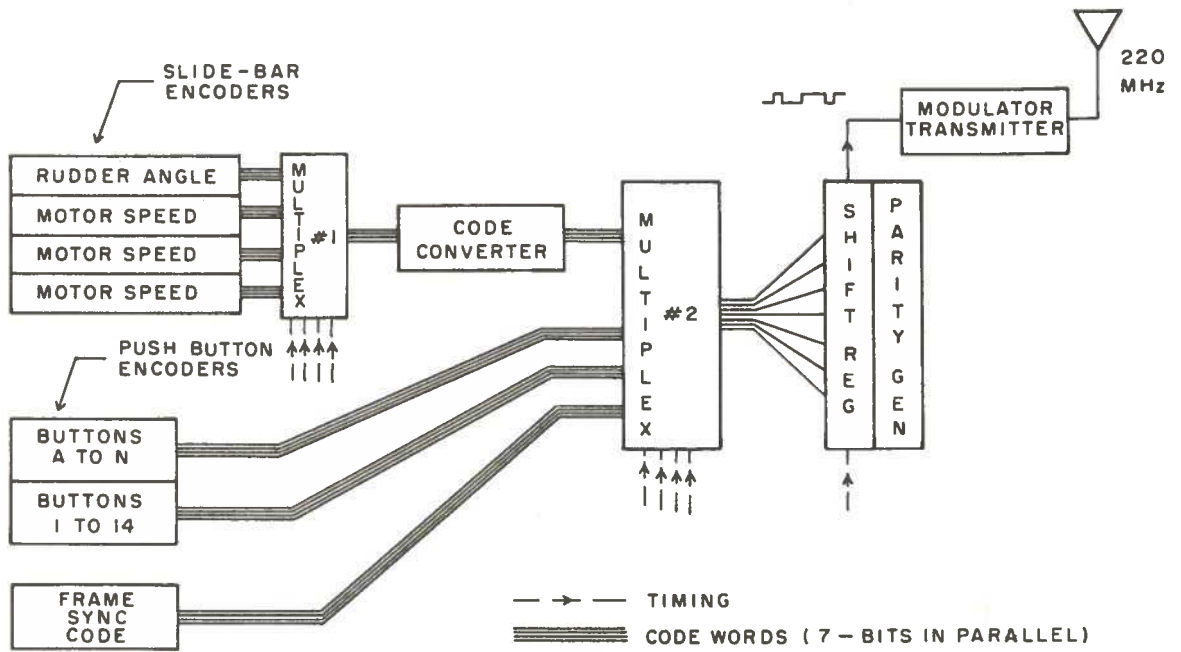 220
MHz
MODULATOR
TRANSMITTER
SLIDE-BAR
ENCODERS
RUDDER ANGLE
MOTOR SPEED
MOTOR SPEED
MOTOR SPEED
MULTIPLEX
#1
CODE
CONVERTER
MULTIPLEX
#2
SHIFT REG
PARITY GEN
PUSH BUTTON
ENCODERS
BUTTONS
A TO N
BUTTONS
1 TO 14
FRAME
SYNC
CODE
TIMING
CODE WORDS (7-BITS IN PARALLEL)